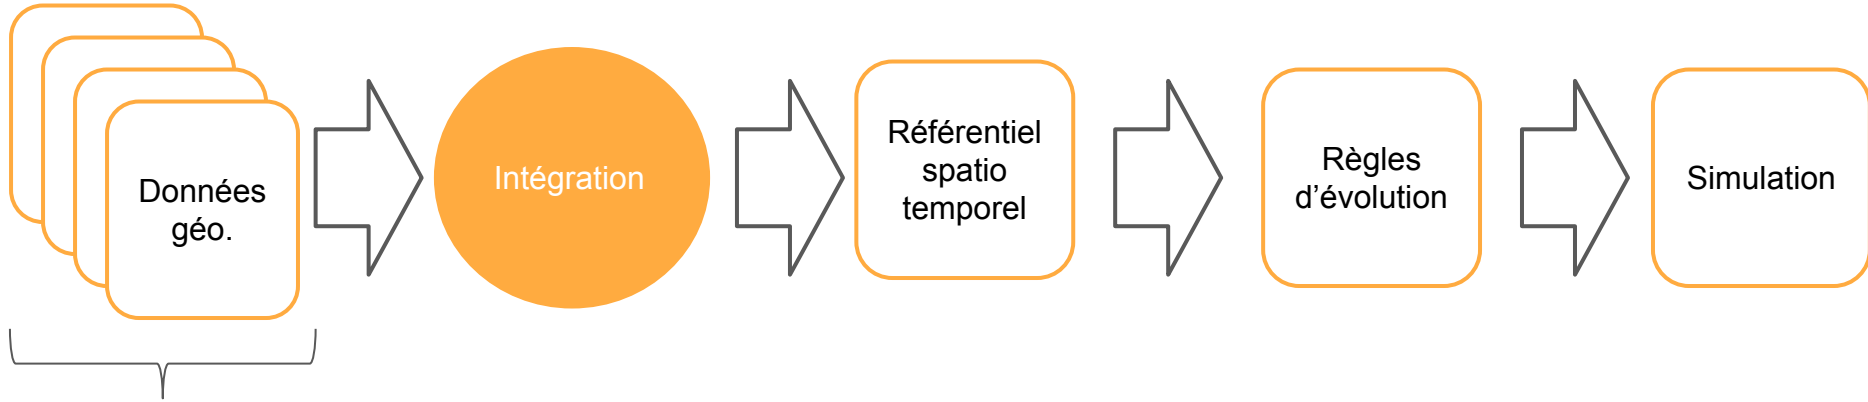 Données
géo.
Intégration
Référentiel
spatio
temporel
Règles
d’évolution
Simulation